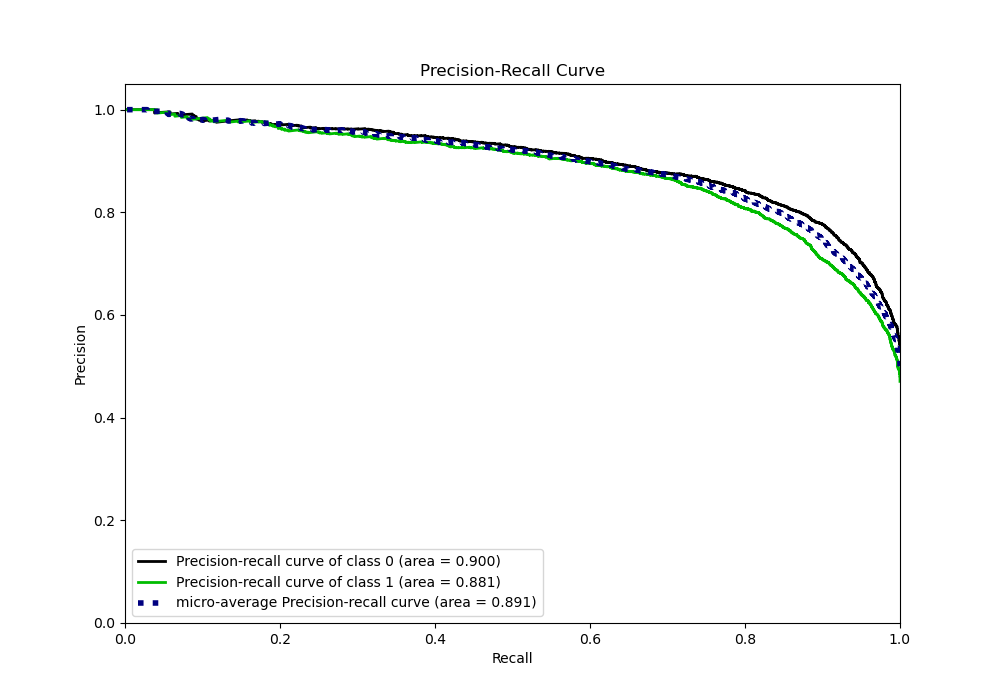 Precision-Recall Curve
1.0
0.8
0.6
0.4
0.2
0.0
Precision
Precision-recall curve of class 0 (area = 0.900)
Precision-recall curve of class 1 (area = 0.881)
micro-average Precision-recall curve (area = 0.891)
0.0 0.2 0.4 0.6 0.8 1.0
Recall